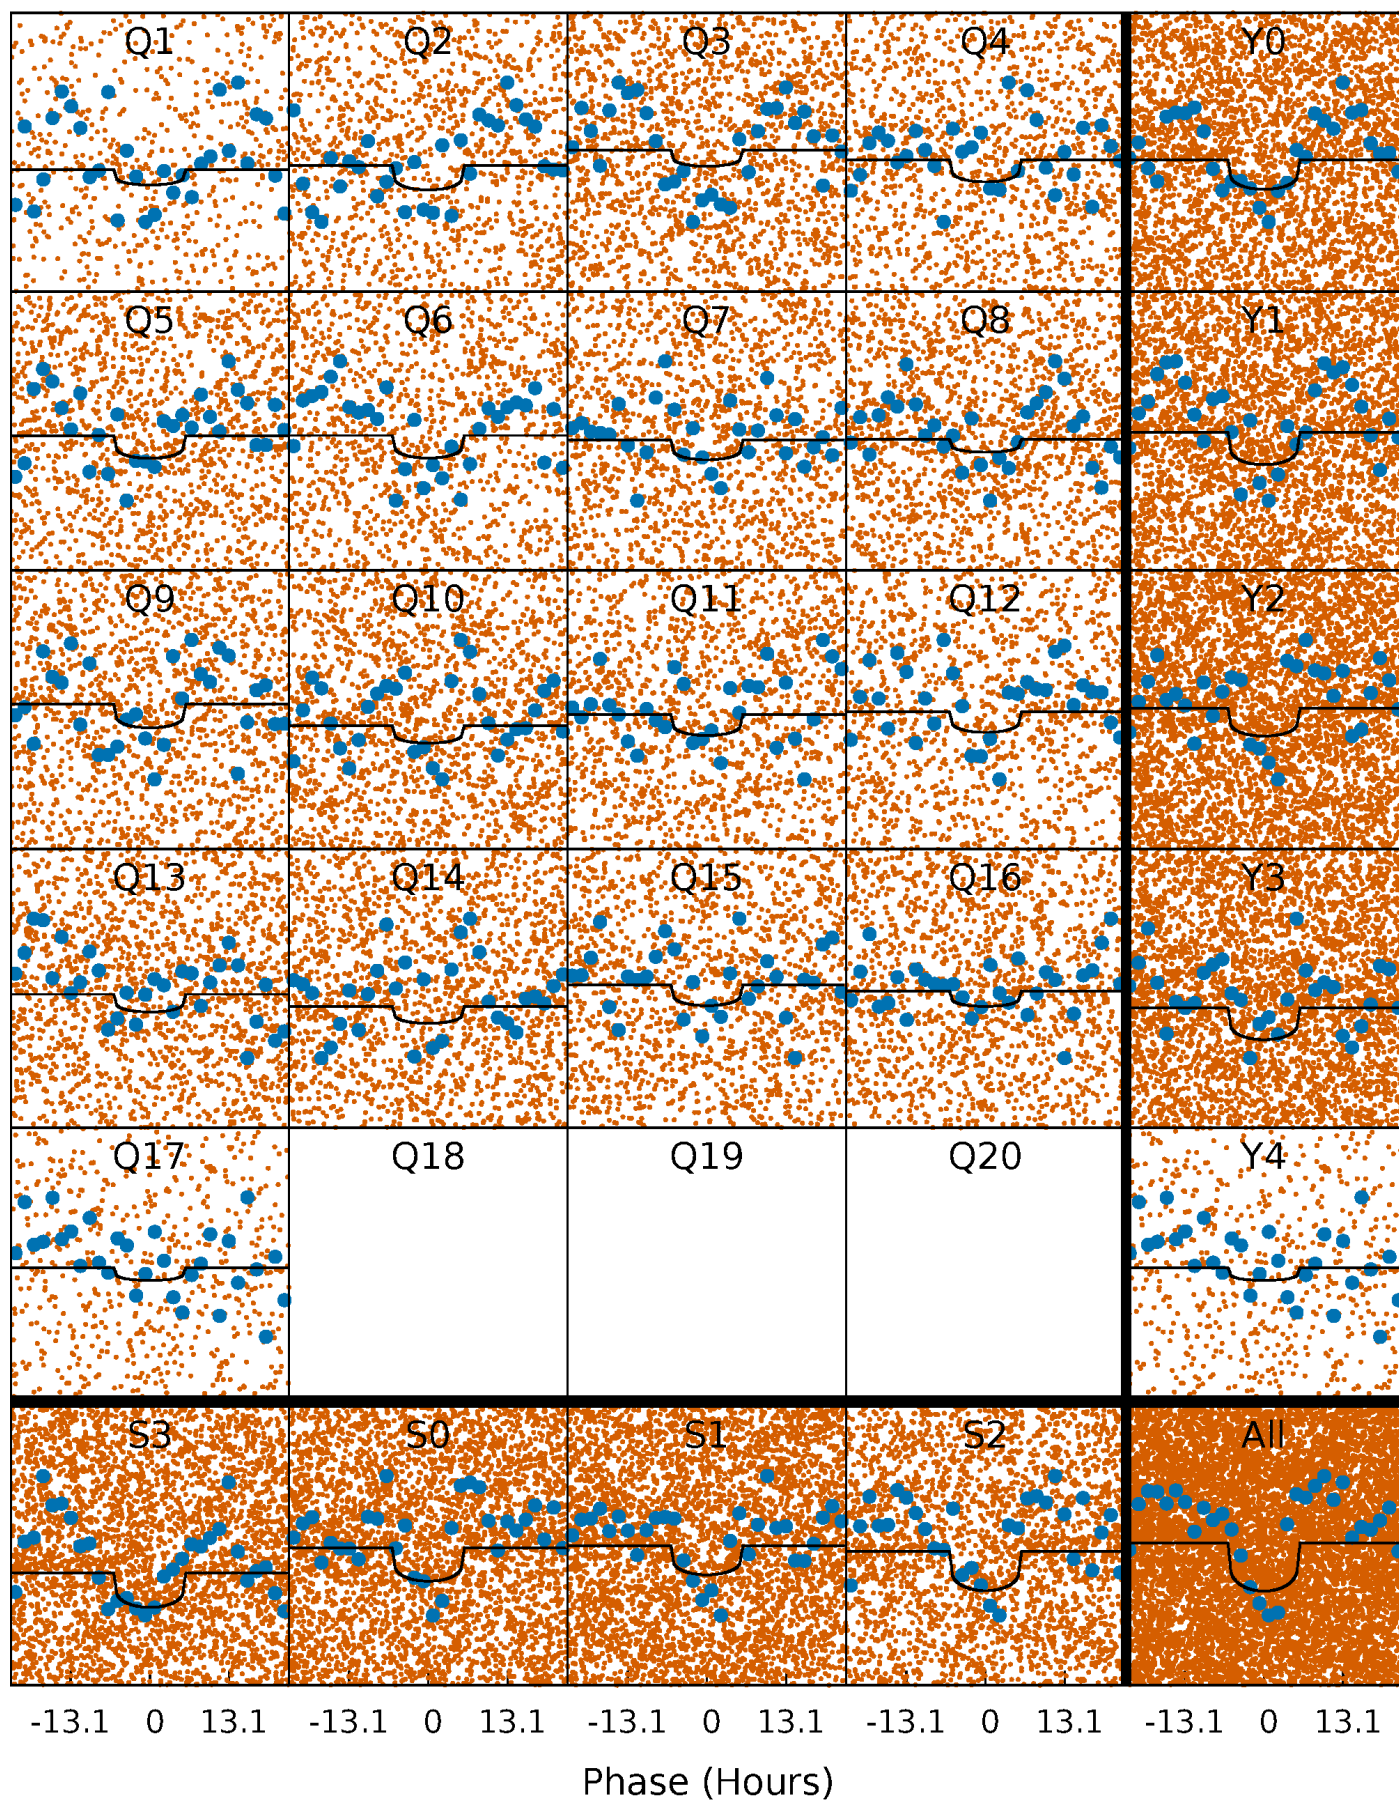 Q1 Q2 Q3 Q4 Y0
Q5 Q6 Q7 Q8 Y1
Q9 Q10 Q11 Q12 Y2
Q13 Q14 Q15 Q16 Y3
Q17 Q18 Q19 Q20 Y4
S3 S0 S1 S2 All
-13.1 0 13.1 -13.1 0 13.1 -13.1 0 13.1 -13.1 0 13.1 -13.1 0 13.1
Phase (Hours)